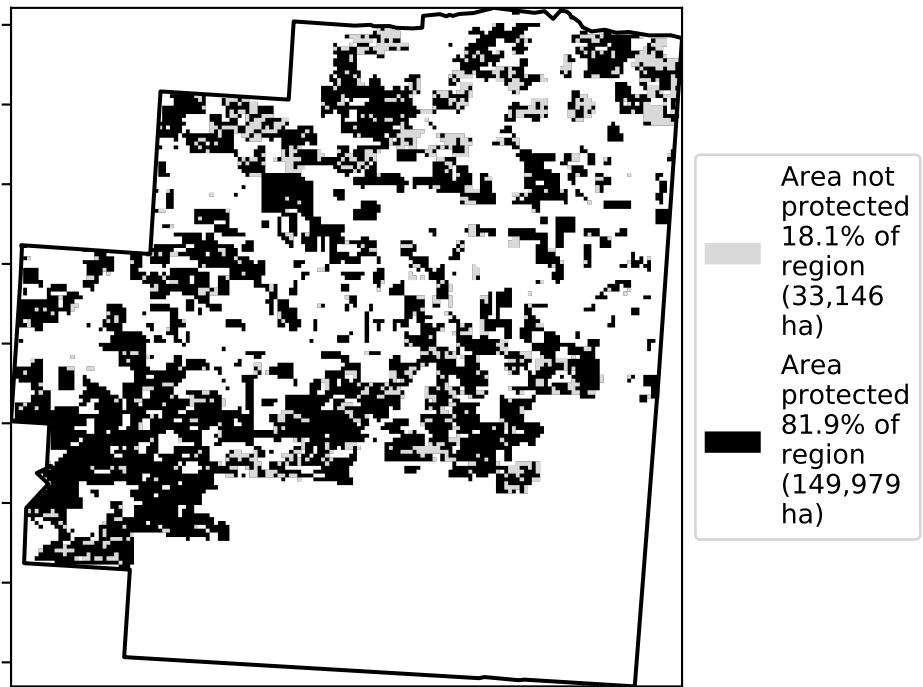 Area not
protected
18.1% of
region
(33,146
ha)
Area
protected
81.9% of
region
(149,979
ha)